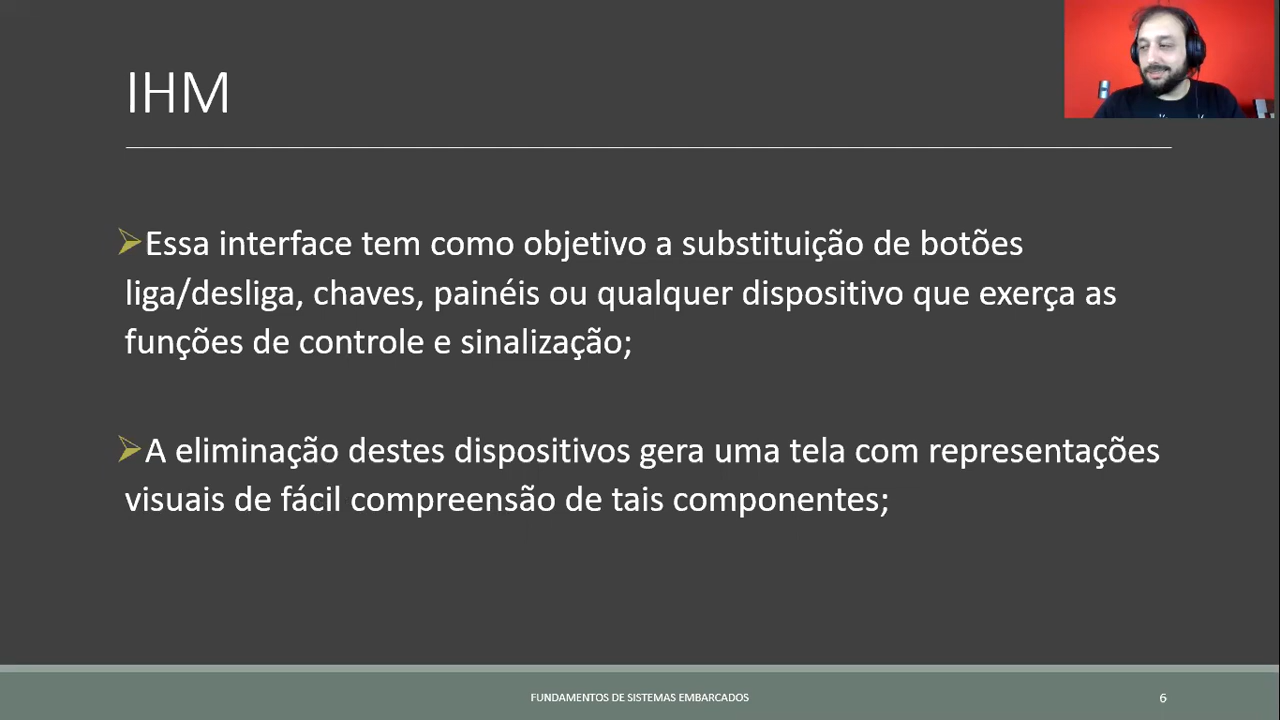 IHM
Essa interface tem como objetivo a substituição de botões
liga/desliga, chaves, painéis ou qualquer dispositivo que exerça as
funções de controle e sinalização;
A eliminação destes dispositivos gera uma tela com representações
visuais de fácil compreensão de tais componentes;
FUNDAMENTOS DE SISTEMAS EMBARCADOS
6